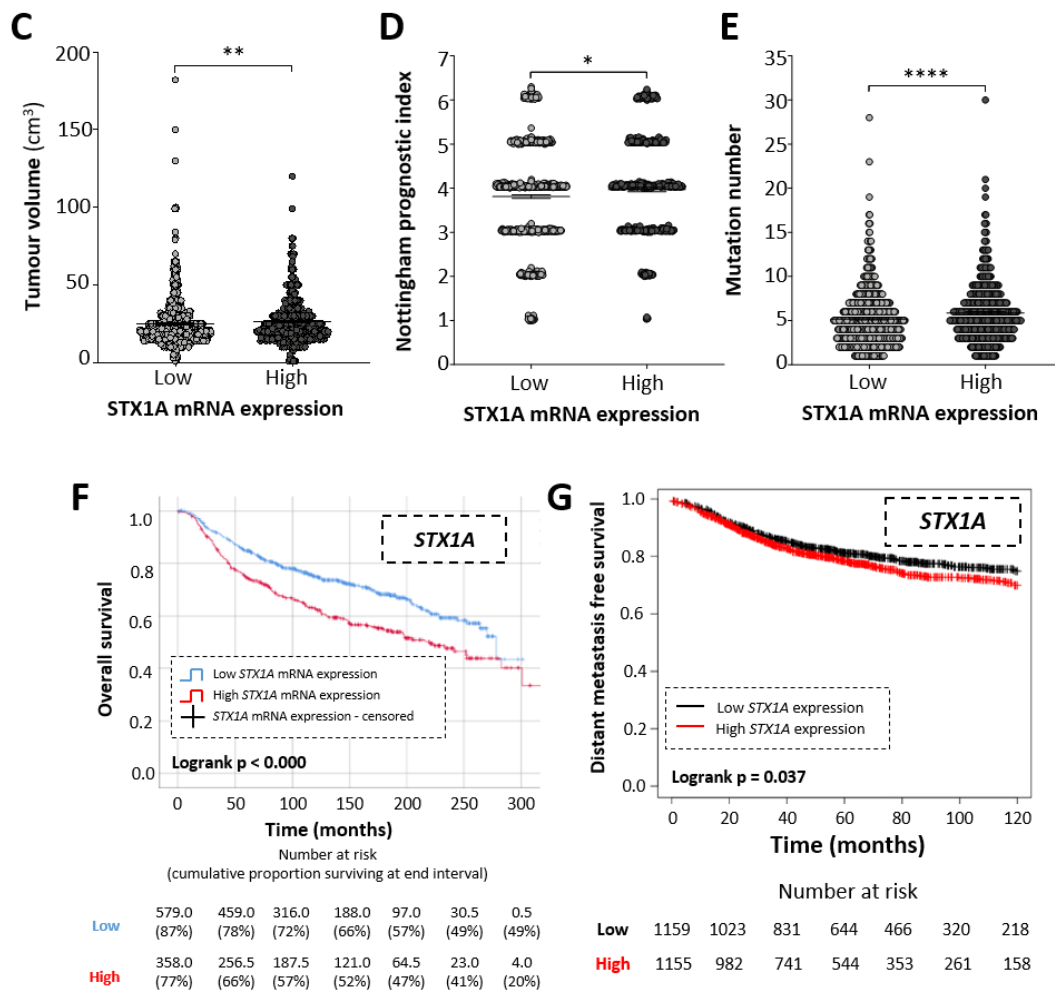 C
**
200
150
100
50
0
Tumour volume (cm³)
Low High
STX1A mRNA expression
D
*
7
6
5
4
3
2
1
0
Nottingham prognostic index
Low High
STX1A mRNA expression
E
****
35
30
25
20
15
10
5
0
Mutation number
Low High
STX1A mRNA expression
F
STX1A
1.0
0.8
0.6
0.4
0.2
0.0
Overall survival
Low STX1A mRNA expression
High STX1A mRNA expression
STX1A mRNA expression - censored
Logrank p < 0.000
0 50 100 150 200 250 300
Time (months)
Number at risk
(cumulative proportion surviving at end interval)
Low 579.0 459.0 316.0 188.0 97.0 30.5 0.5
(87%) (78%) (72%) (66%) (57%) (49%) (49%)
High 358.0 256.5 187.5 121.0 64.5 23.0 4.0
(77%) (66%) (57%) (52%) (47%) (41%) (20%)
G
STX1A
1.0
0.8
0.6
0.4
0.2
0.0
Distant metastasis free survival
Low STX1A expression
High STX1A expression
Logrank p = 0.037
0 20 40 60 80 100 120
Time (months)
Number at risk
Low 1159 1023 831 644 466 320 218
High 1155 982 741 544 353 261 158